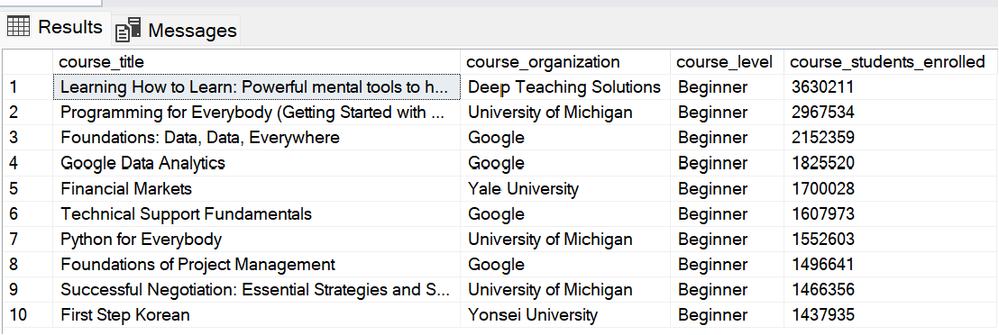 Results Messages
course_title course_organization course_level course_students_enrolled
1 Learning How to Learn: Powerful mental tools to h... Deep Teaching Solutions Beginner 3630211
2 Programming for Everybody (Getting Started with ... University of Michigan Beginner 2967534
3 Foundations: Data, Data, Everywhere Google Beginner 2152359
4 Google Data Analytics Google Beginner 1825520
5 Financial Markets Yale University Beginner 1700028
6 Technical Support Fundamentals Google Beginner 1607973
7 Python for Everybody University of Michigan Beginner 1552603
8 Foundations of Project Management Google Beginner 1496641
9 Successful Negotiation: Essential Strategies and S... University of Michigan Beginner 1466356
10 First Step Korean Yonsei University Beginner 1437935